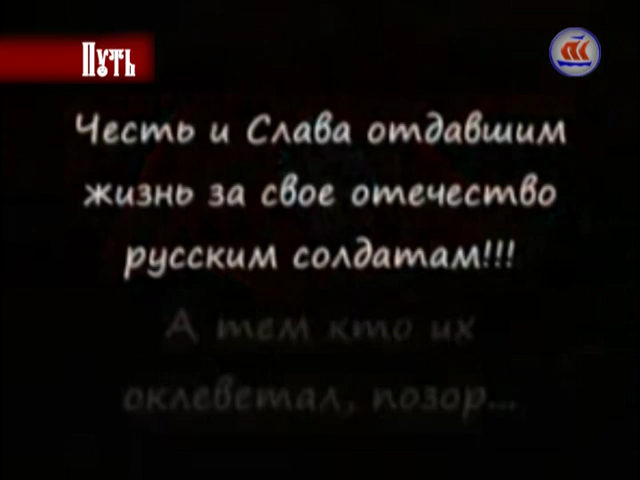 Путь
Честь и Слава отдавшим
жизнь за свое отечество
русским солдатам!!!
А тем кто их
оклеветал, позор...